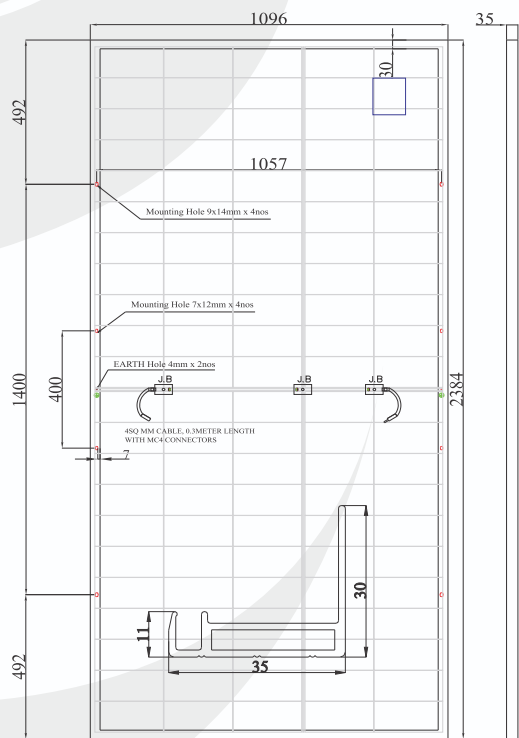 1096
35
30
492
1057
Mounting Hole 9x14mm x 4nos
Mounting Hole 7x12mm x 4nos
EARTH Hole 4mm x 2nos
J.B
J.B
J.B
1400
400
2384
4SQ MM CABLE, 0.3METER LENGTH
WITH MC4 CONNECTORS
7
30
11
35
492